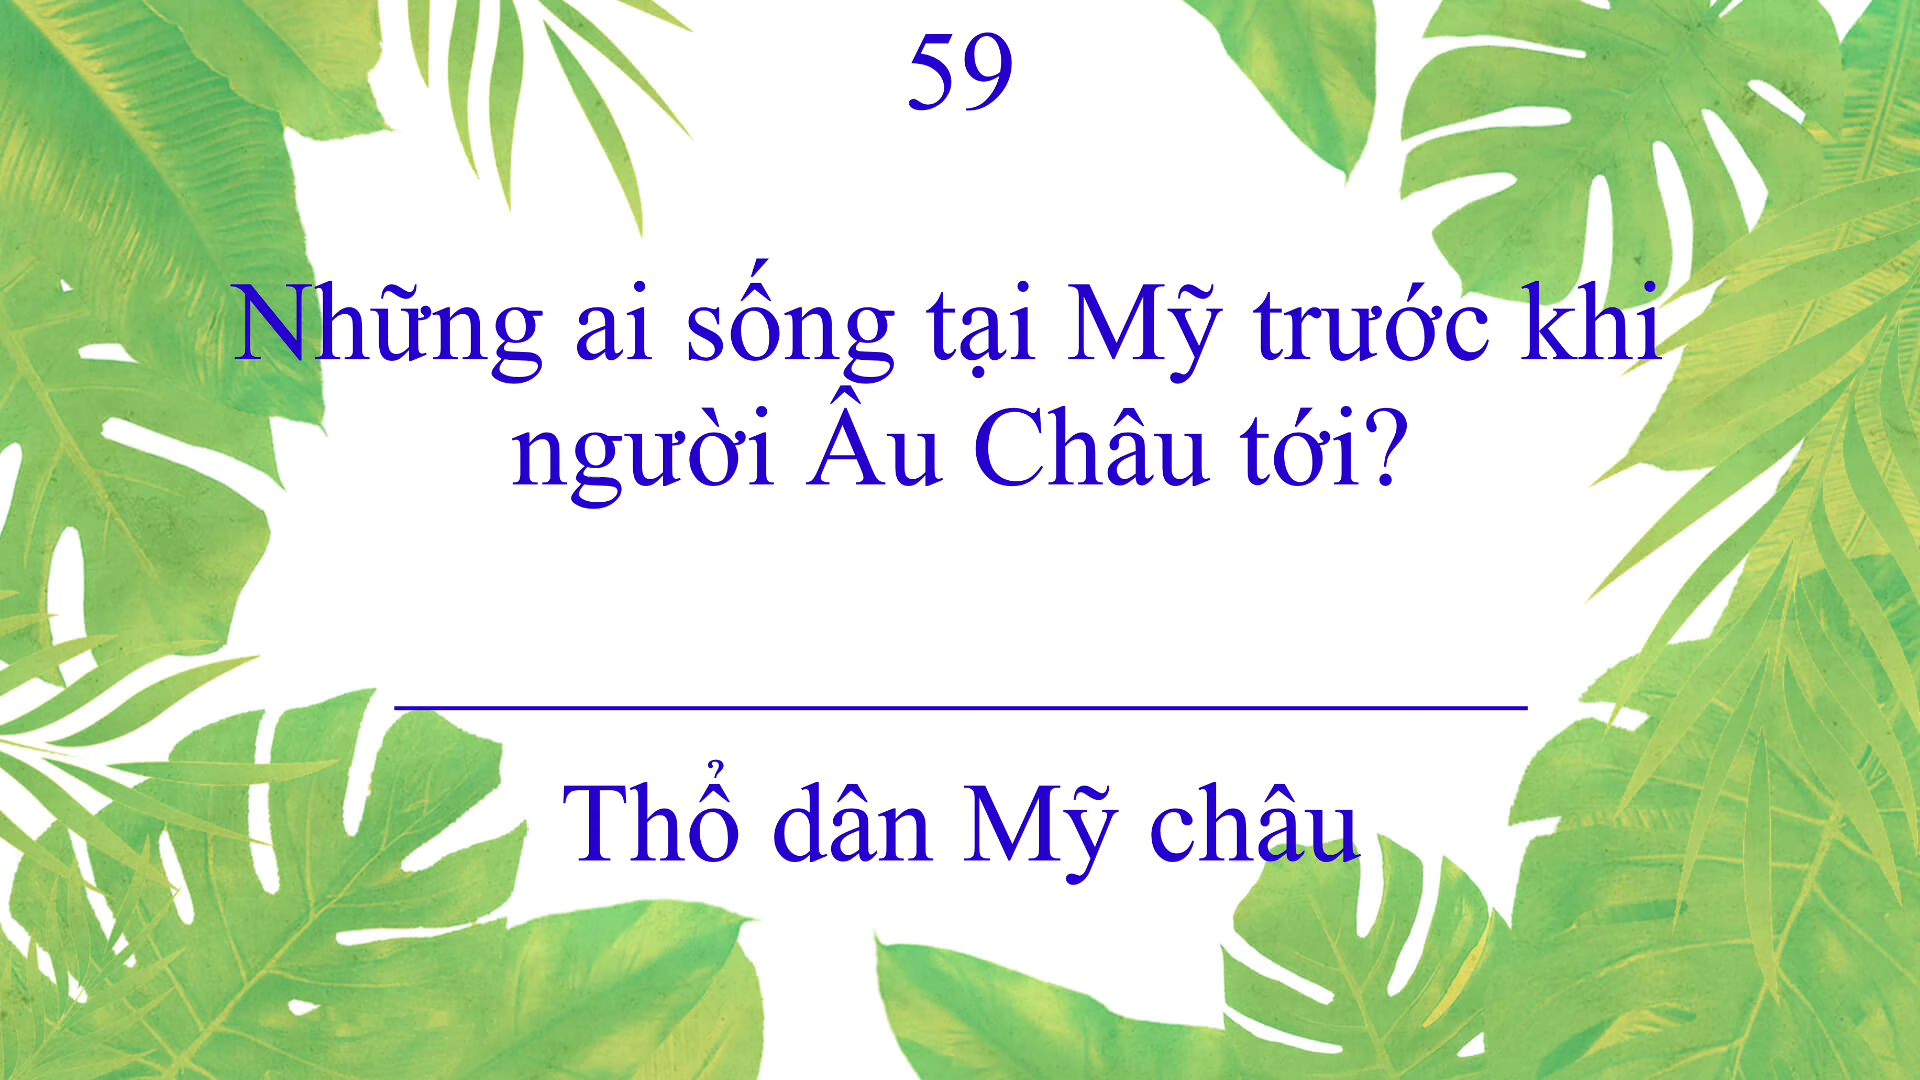 59
Những ai sống tại Mỹ trước khi
người Âu Châu tới?
Thổ dân Mỹ châu